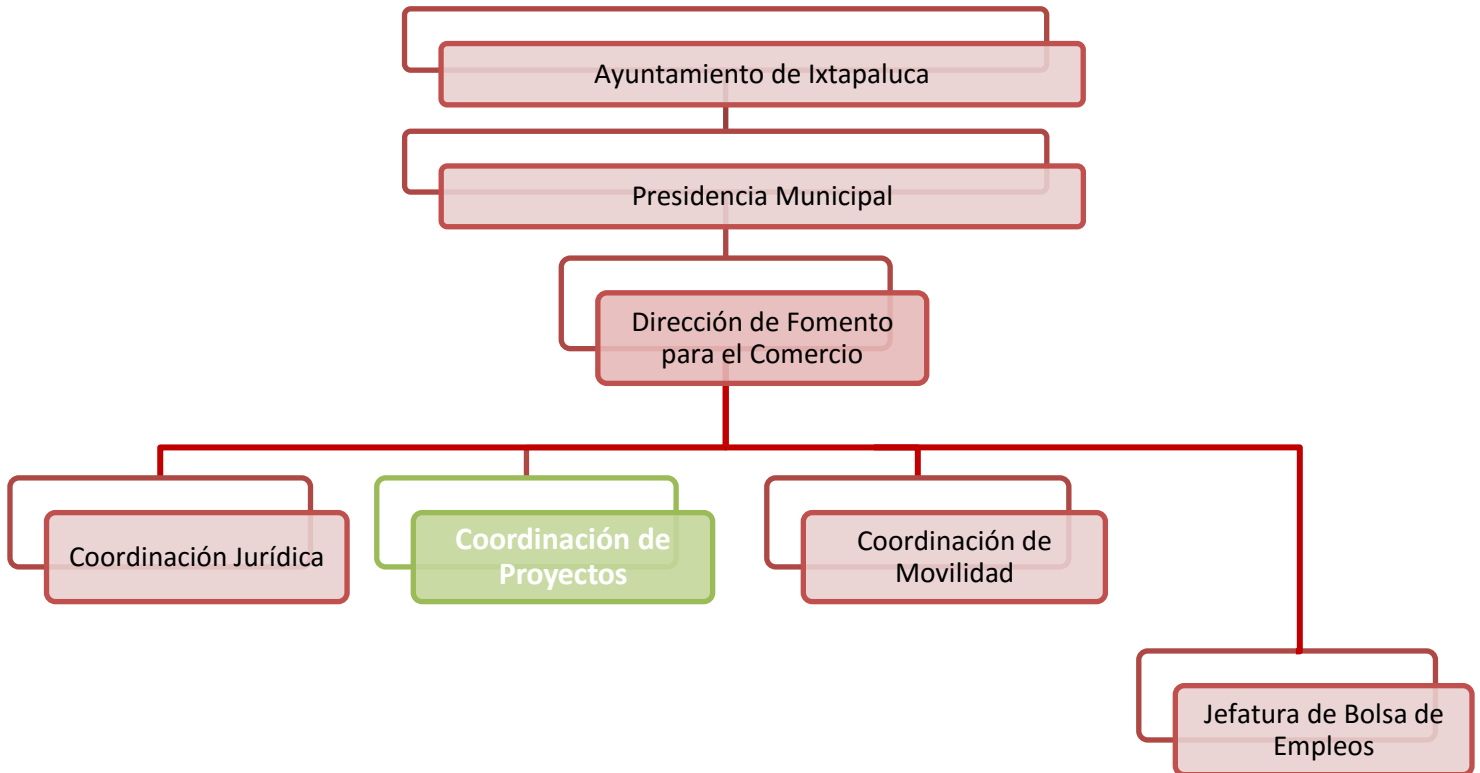 Ayuntamiento de Ixtapaluca
Presidencia Municipal
Dirección de Fomento
para el Comercio
Coordinación Jurídica
Coordinación de
Proyectos
Coordinación de
Movilidad
Jefatura de Bolsa de
Empleos